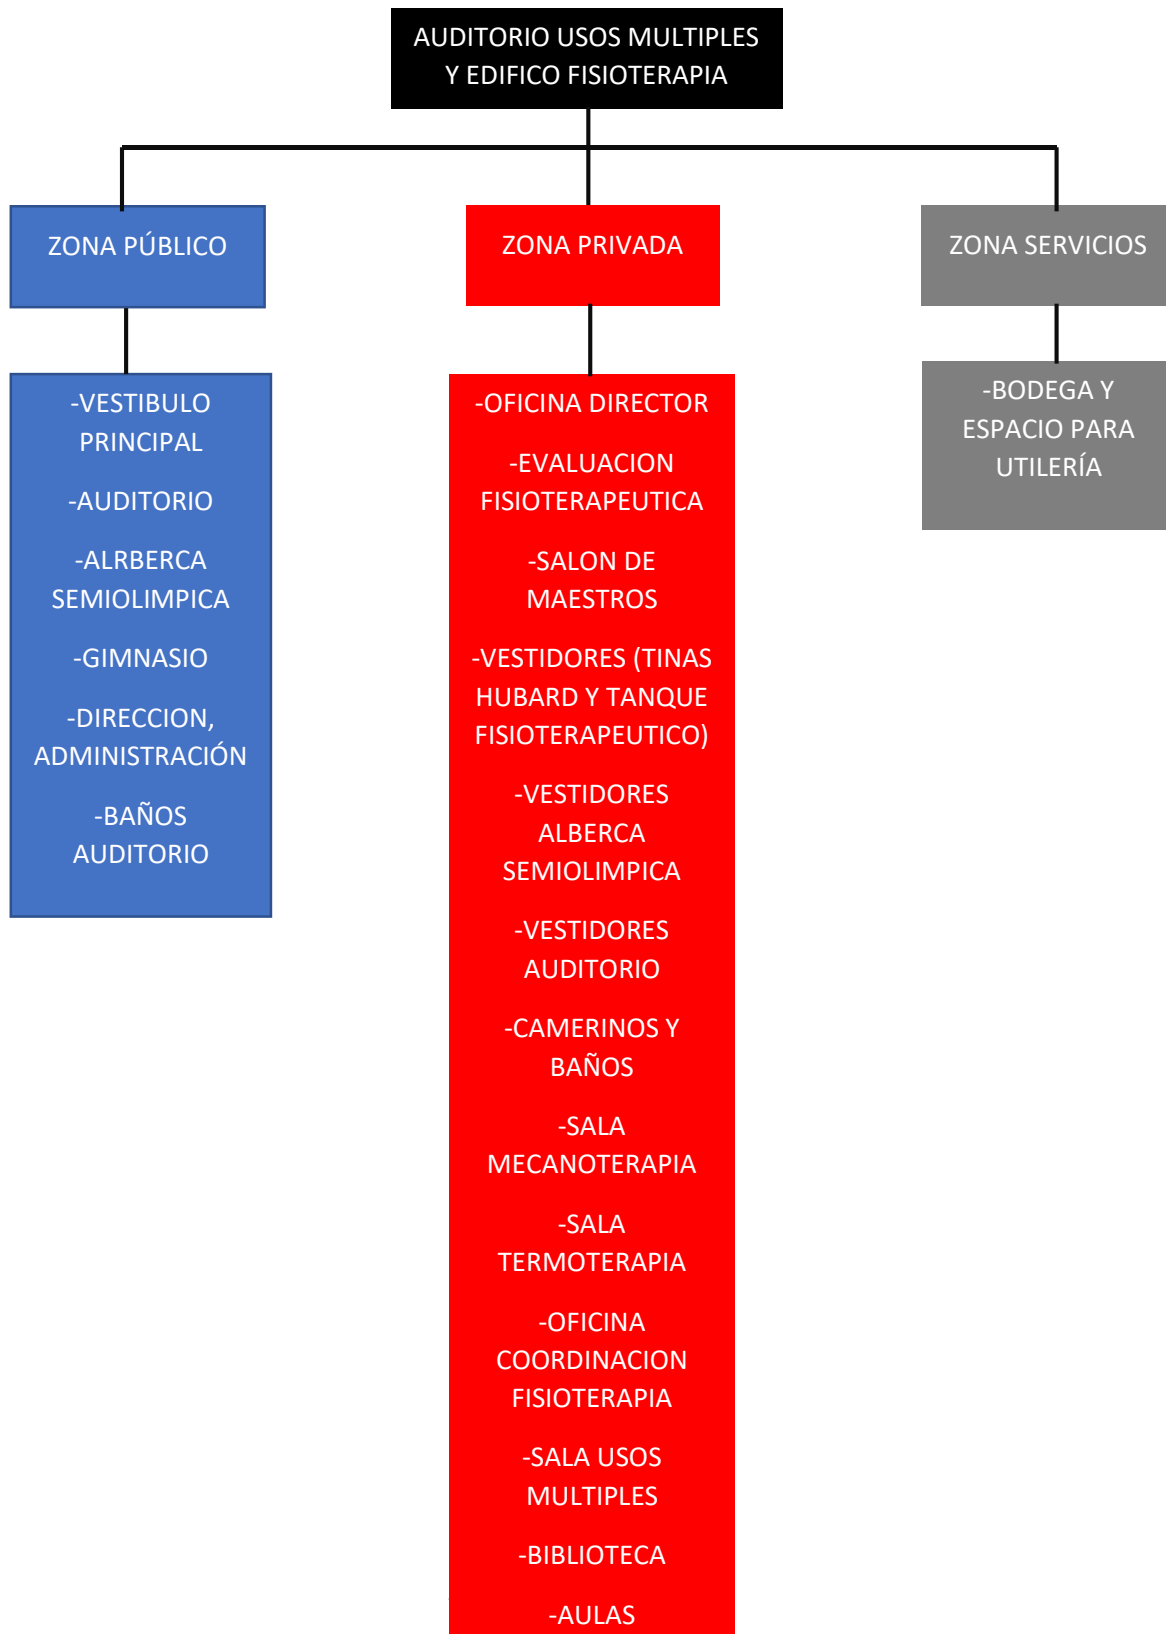 AUDITORIO USOS MULTIPLES
Y EDIFICO FISIOTERAPIA
ZONA PÚBLICO
ZONA PRIVADA
ZONA SERVICIOS
-VESTIBULO
PRINCIPAL
-AUDITORIO
-ALRBERCA
SEMIOLIMPICA
-GIMNASIO
-DIRECCION,
ADMINISTRACIÓN
-BAÑOS
AUDITORIO
-OFICINA DIRECTOR
-EVALUACION
FISIOTERAPEUTICA
-SALON DE
MAESTROS
-VESTIDORES (TINAS
HUBARD Y TANQUE
FISIOTERAPEUTICO)
-VESTIDORES
ALBERCA
SEMIOLIMPICA
-VESTIDORES
AUDITORIO
-CAMERINOS Y
BAÑOS
-SALA
MECANOTERAPIA
-SALA
TERMOTERAPIA
-OFICINA
COORDINACION
FISIOTERAPIA
-SALA USOS
MULTIPLES
-BIBLIOTECA
-AULAS
-BODEGA Y
ESPACIO PARA
UTILERÍA